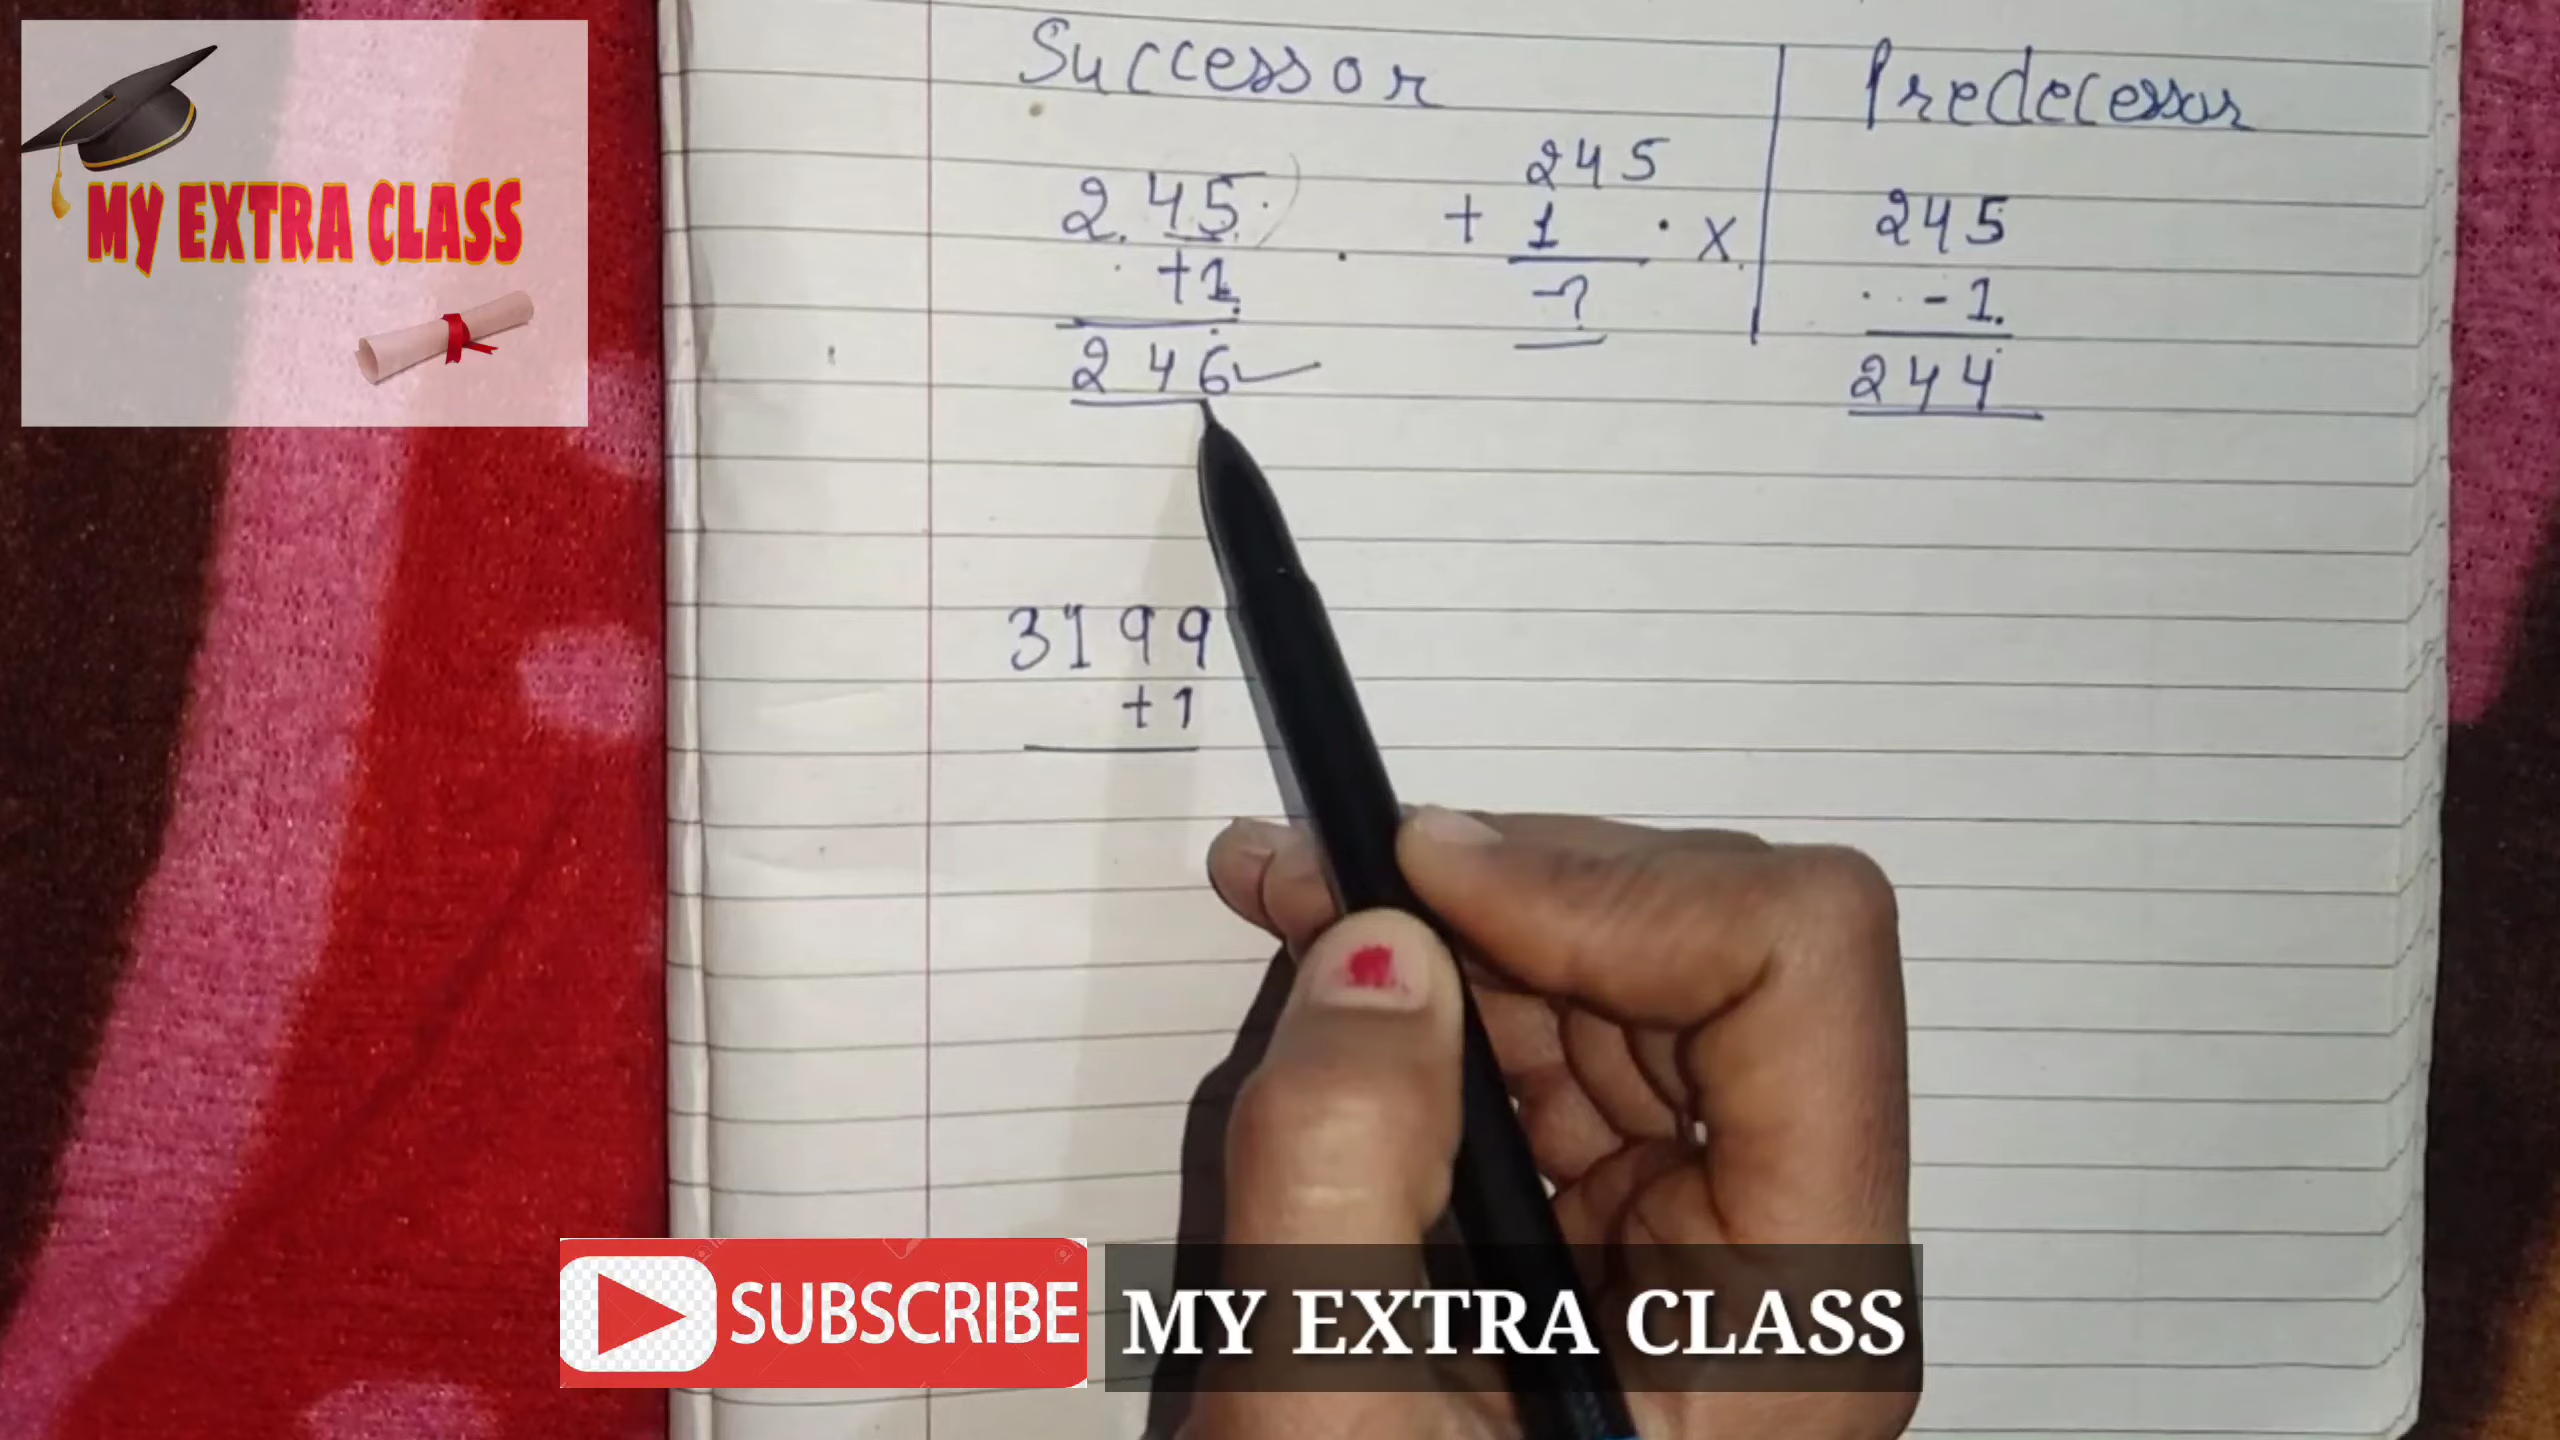 MY EXTRA CLASS
Successor
Predecessor
245
+1
246
245
+ 1 x
?
245
-1
244
3199
+1
SUBSCRIBE
MY EXTRA CLASS